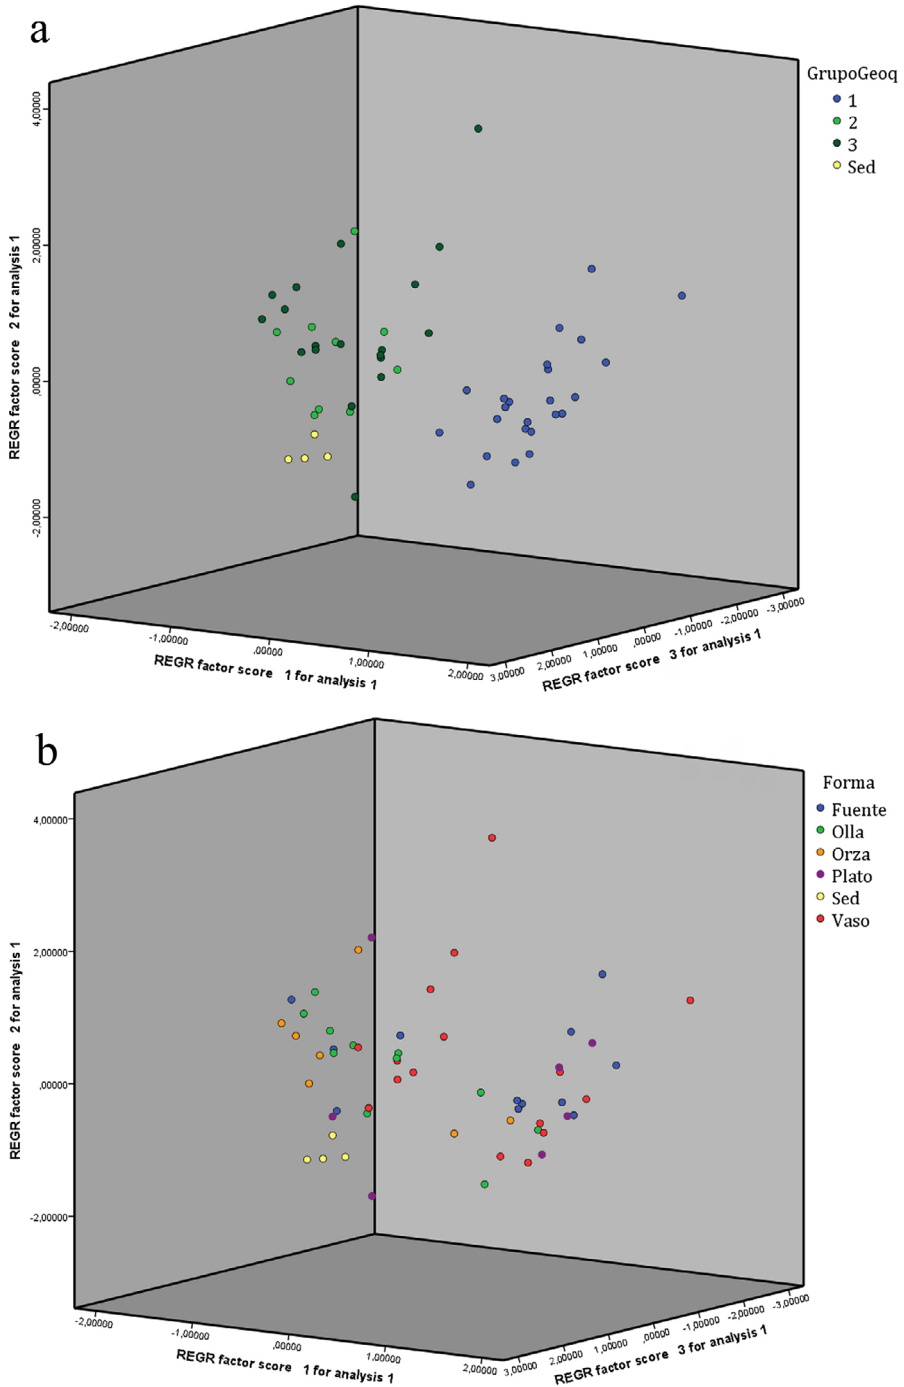 a
GrupoGeoq
1
2
3
Sed
4,00000
2,00000
,00000
-2,00000
REGR factor score 2 for analysis 1
-2,00000
-1,00000
,00000
1,00000
2,00000
REGR factor score 1 for analysis 1
3,00000
2,00000
1,00000
,00000
-1,00000
-2,00000
-3,00000
REGR factor score 3 for analysis 1
b
Forma
Fuente
Olla
Orza
Plato
Sed
Vaso
4,00000
2,00000
,00000
-2,00000
REGR factor score 2 for analysis 1
-2,00000
-1,00000
,00000
1,00000
2,00000
REGR factor score 1 for analysis 1
3,00000
2,00000
1,00000
,00000
-1,00000
-2,00000
-3,00000
REGR factor score 3 for analysis 1